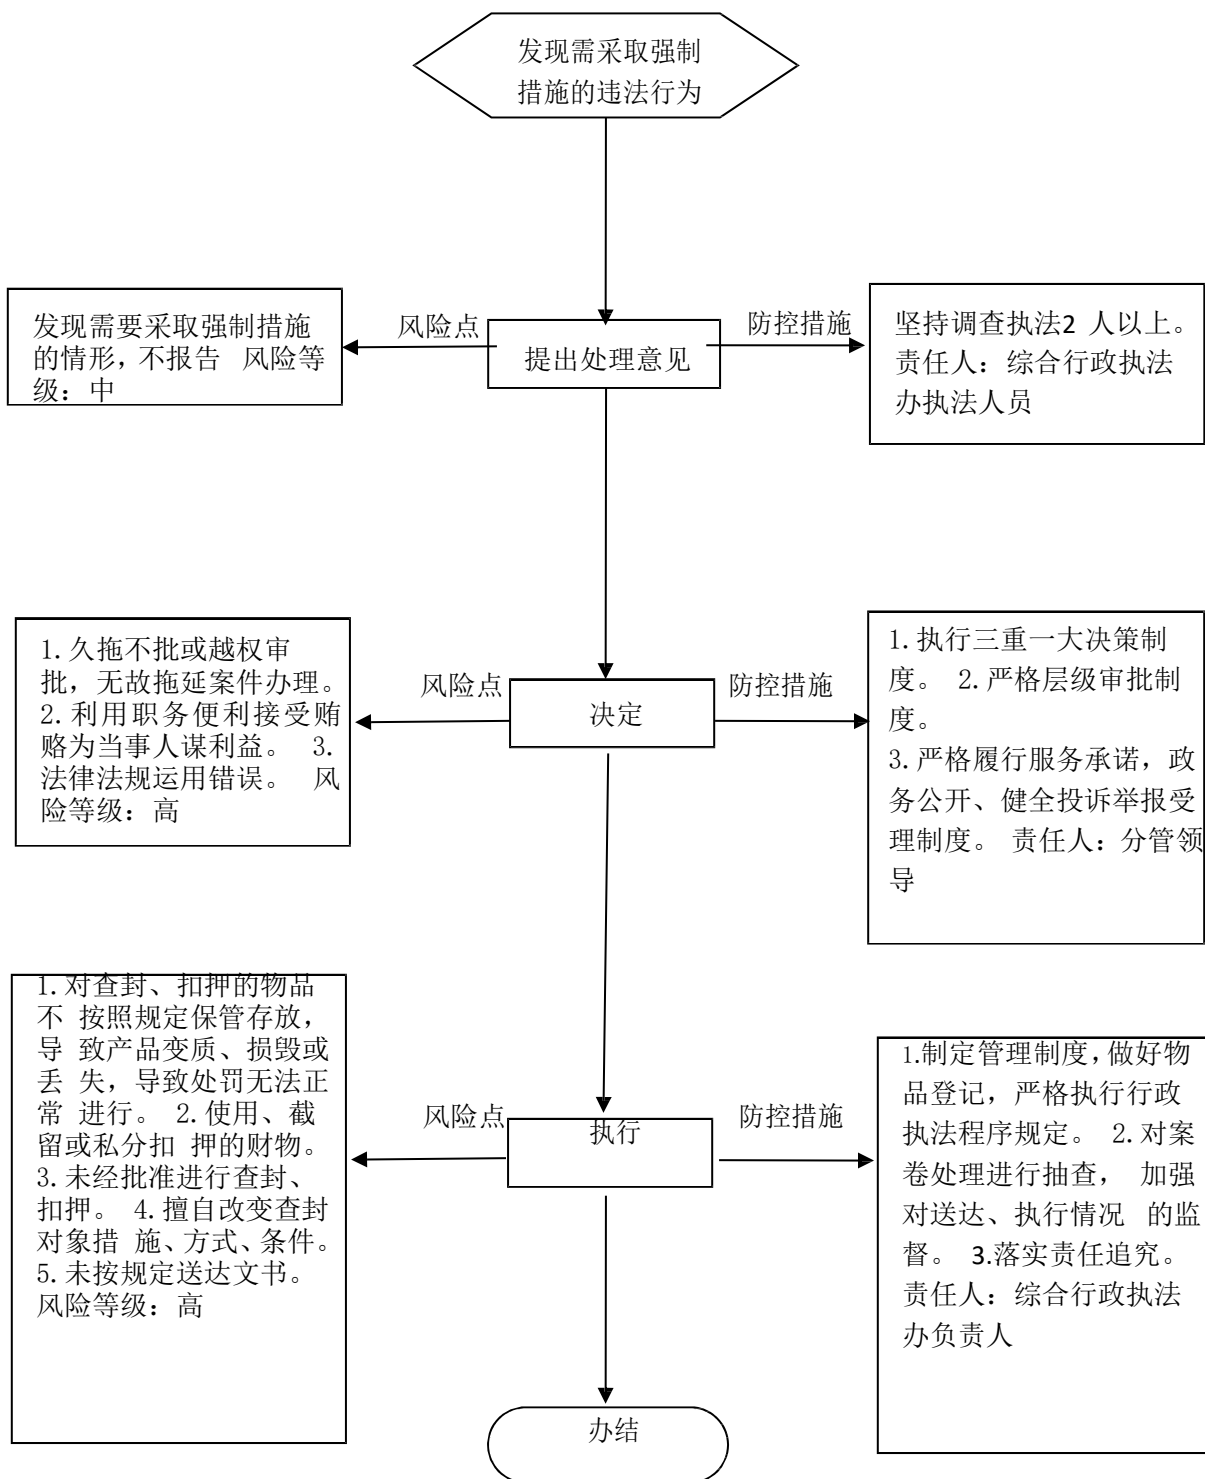 发现需采取强制
措施的违法行为
发现需要采取强制措施
的情形，不报告 风险等
级：中
风险点
提出处理意见
防控措施
坚持调查执法2 人以上。
责任人：综合行政执法
办执法人员
1.久拖不批或越权审
批，无故拖延案件办理。
2.利用职务便利接受贿
赂为当事人谋利益。 3.
法律法规运用错误。 风
险等级：高
风险点
决定
防控措施
1.执行三重一大决策制
度。 2.严格层级审批制
度。
3.严格履行服务承诺，政
务公开、健全投诉举报受
理制度。 责任人：分管领
导
1.对查封、扣押的物品
不 按照规定保管存放，
导 致产品变质、损毁或
丢 失，导致处罚无法正
常 进行。 2.使用、截
留或私分扣 押的财物。
3.未经批准进行查封、
扣押。 4.擅自改变查封
对象措 施、方式、条件。
5.未按规定送达文书。
风险等级：高
风险点
执行
防控措施
1.制定管理制度，做好物
品登记，严格执行行政
执法程序规定。 2.对案
卷处理进行抽查， 加强
对送达、执行情况 的监
督。 3.落实责任追究。
责任人：综合行政执法
办负责人
办结